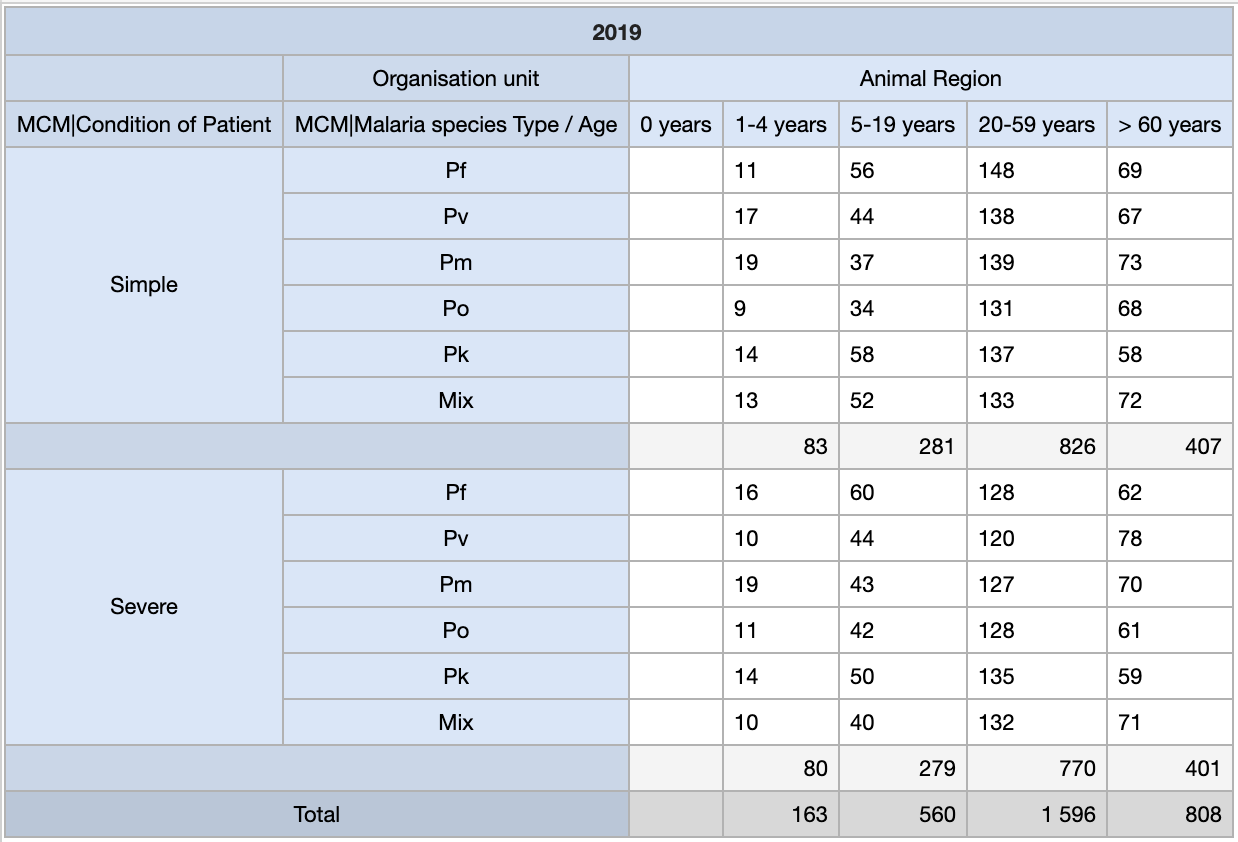 2019
Organisation unit Animal Region
MCM|Condition of Patient MCM|Malaria species Type / Age 0 years 1-4 years 5-19 years 20-59 years > 60 years
Simple
Pf 11 56 148 69
Pv 17 44 138 67
Pm 19 37 139 73
Po 9 34 131 68
Pk 14 58 137 58
Mix 13 52 133 72
83 281 826 407
Severe
Pf 16 60 128 62
Pv 10 44 120 78
Pm 19 43 127 70
Po 11 42 128 61
Pk 14 50 135 59
Mix 10 40 132 71
80 279 770 401
Total 163 560 1 596 808